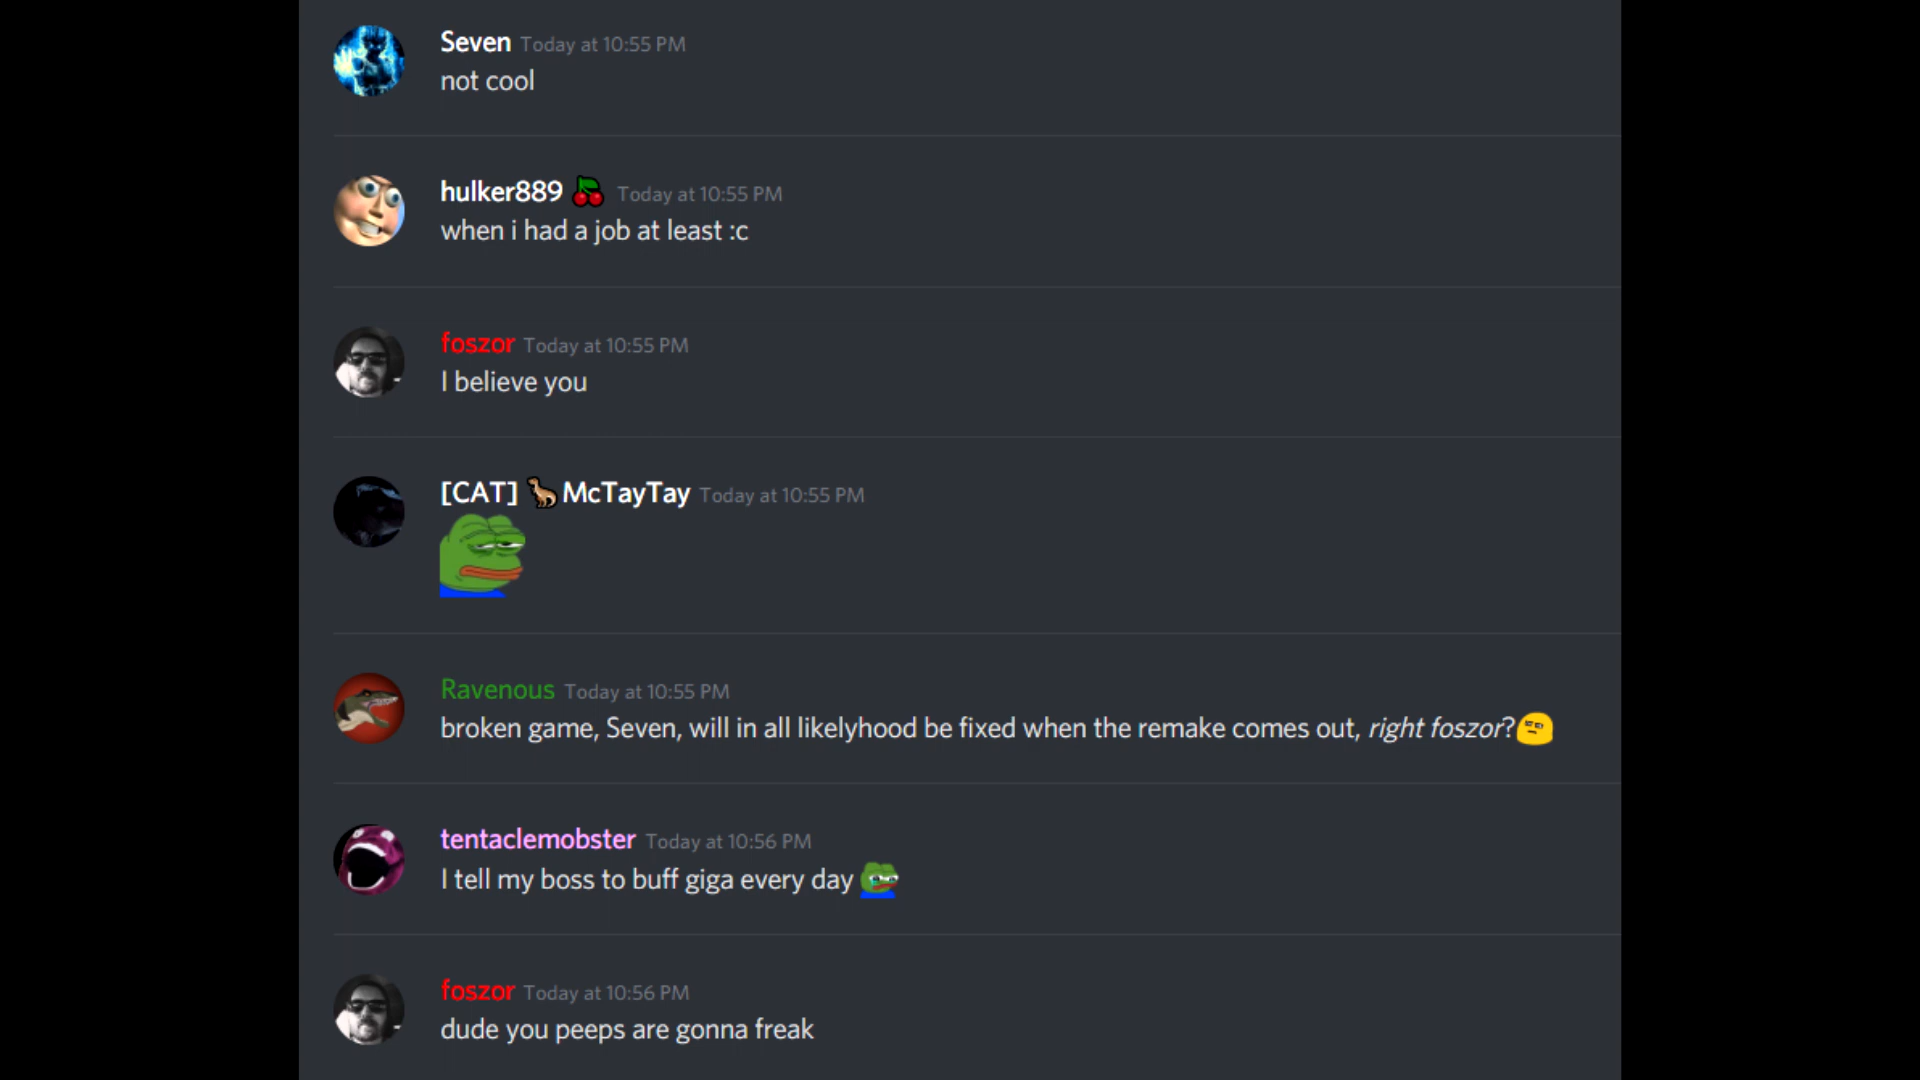 Seven Today at 10:55 PM
not cool
hulker889 🍒 Today at 10:55 PM
when i had a job at least :c
foszor Today at 10:55 PM
I believe you
[CAT] 🦕McTayTay Today at 10:55 PM
Ravenous Today at 10:55 PM
broken game, Seven, will in all likelyhood be fixed when the remake comes out, right foszor?😒
tentaclemobster Today at 10:56 PM
I tell my boss to buff giga every day
foszor Today at 10:56 PM
dude you peeps are gonna freak